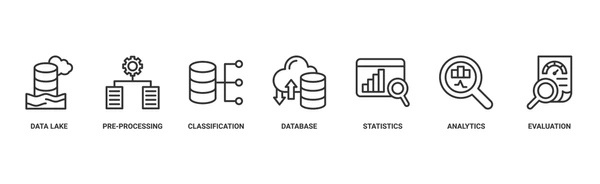 DATA LAKE
PRE-PROCESSING
CLASSIFICATION
DATABASE
STATISTICS
ANALYTICS
EVALUATION